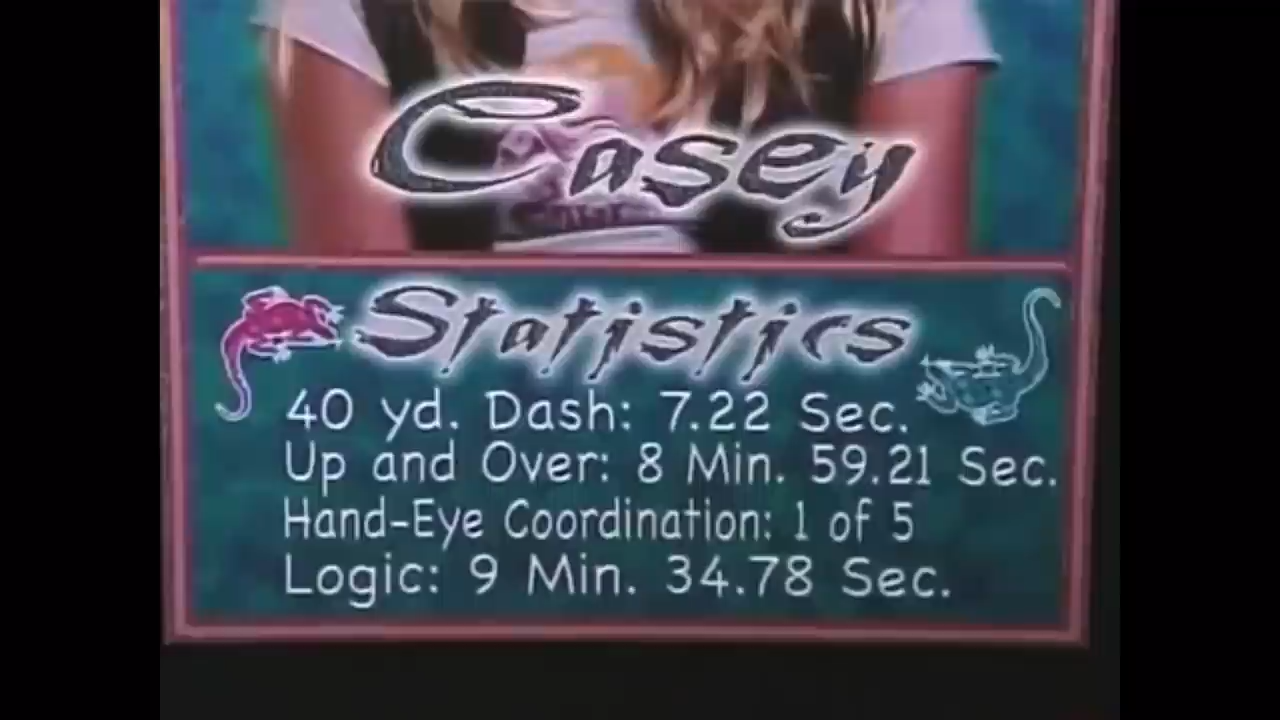 Casey
Statistics
40 yd. Dash: 7.22 Sec.
Up and Over: 8 Min. 59.21 Sec.
Hand-Eye Coordination: 1 of 5
Logic: 9 Min. 34.78 Sec.